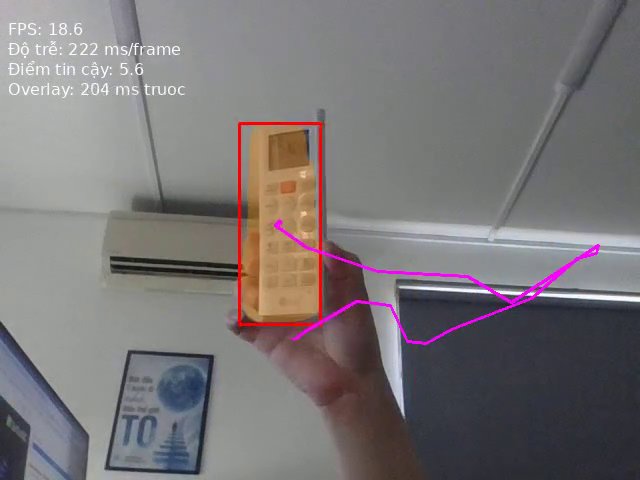 FPS: 18.6
Độ trễ: 222 ms/frame
Điểm tin cậy: 5.6
Overlay: 204 ms truoc
TO